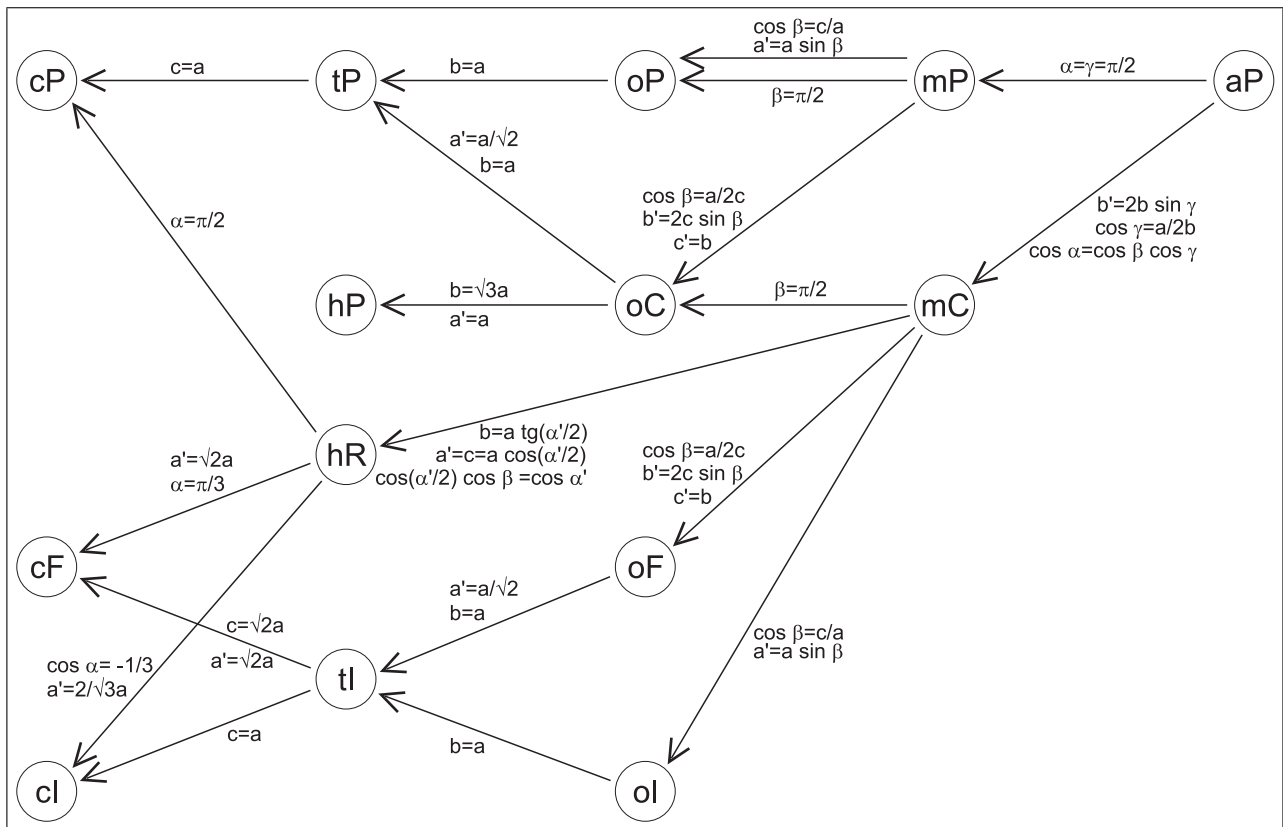 cos β=c/a
a'=a sin β
cP
c=a
tP
b=a
oP
β=π/2
mP
α=γ=π/2
aP
a'=a/√2
b=a
α=π/2
cos β=a/2c
b'=2c sin β
c'=b
b'=2b sin γ
cos γ=a/2b
cos α=cos β cos γ
hP
b=√3a
a'=a
oC
β=π/2
mC
hR
b=a tg(α'/2)
a'=c=a cos(α'/2)
cos(α'/2) cos β =cos α'
a'=√2a
α=π/3
cos β=a/2c
b'=2c sin β
c'=b
cF
oF
a'=a/√2
b=a
c=√2a
a'=√2a
cos α= -1/3
a'=2/√3a
tI
cos β=c/a
a'=a sin β
c=a
b=a
cI
oI